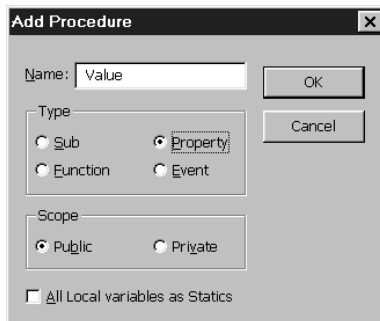 Add Procedure
Name: Value
OK
Cancel
Type
Sub
Property
Function
Event
Scope
Public
Private
All Local variables as Statics